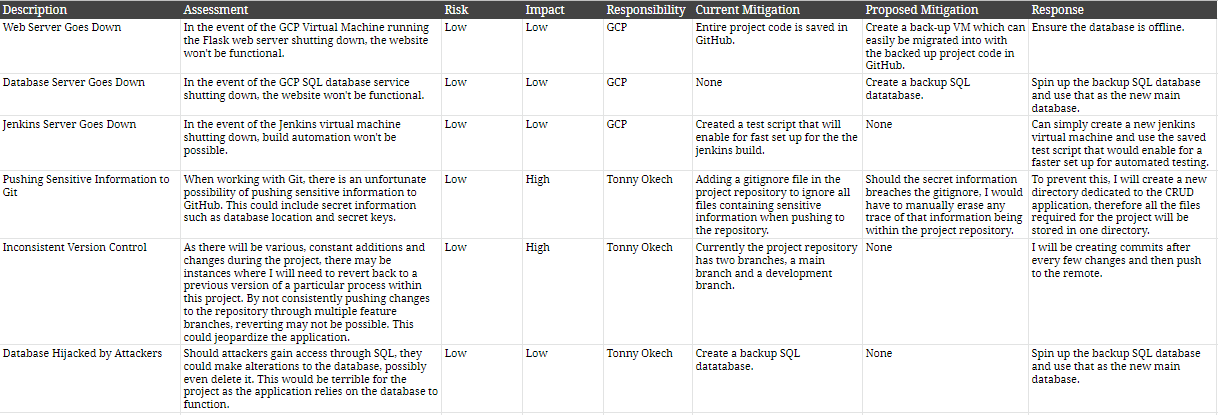 Description Assessment Risk Impact Responsibility Current Mitigation Proposed Mitigation Response
Web Server Goes Down
In the event of the GCP Virtual Machine running
the Flask web server shutting down, the website
won't be functional.
Low
Low
GCP
Entire project code is saved in
GitHub.
Create a back-up VM which can
easily be migrated into with
the backed up project code in
GitHub.
Ensure the database is offline.
Database Server Goes Down
In the event of the GCP SQL database service
shutting down, the website won't be functional.
Low
Low
GCP
None
Create a backup SQL
datatabase.
Spin up the backup SQL database
and use that as the new main
database.
Jenkins Server Goes Down
In the event of the Jenkins virtual machine
shutting down, build automation won't be
possible.
Low
Low
GCP
Created a test script that will
enable for fast set up for the the
jenkins build.
None
Can simply create a new jenkins
virtual machine and use the saved
test script that would enable for a
faster set up for automated testing.
Pushing Sensitive Information to
Git
When working with Git, there is an unfortunate
possibility of pushing sensitive information to
GitHub. This could include secret information
such as database location and secret keys.
Low
High
Tonny Okech
Adding a gitignore file in the
project repository to ignore all
files containing sensitive
information when pushing to
the repository.
Should the secret information
breaches the gitignore, I would
have to manually erase any
trace of that information being
within the project repository.
To prevent this, I will create a new
directory dedicated to the CRUD
application, therefore all the files
required for the project will be
stored in one directory.
Inconsistent Version Control
As there will be various, constant additions and
changes during the project, there may be
instances where I will need to revert back to a
previous version of a particular process within
this project. By not consistently pushing changes
to the repository through multiple feature
branches, reverting may not be possible. This
could jeopardize the application.
Low
High
Tonny Okech
Currently the project repository
has two branches, a main
branch and a development
branch.
None
I will be creating commits after
every few changes and then push
to the remote.
Database Hijacked by Attackers
Should attackers gain access through SQL, they
could make alterations to the database, possibly
even delete it. This would be terrible for the
project as the application relies on the database to
function.
Low
Low
Tonny Okech
Create a backup SQL
datatabase.
None
Spin up the backup SQL database
and use that as the new main
database.